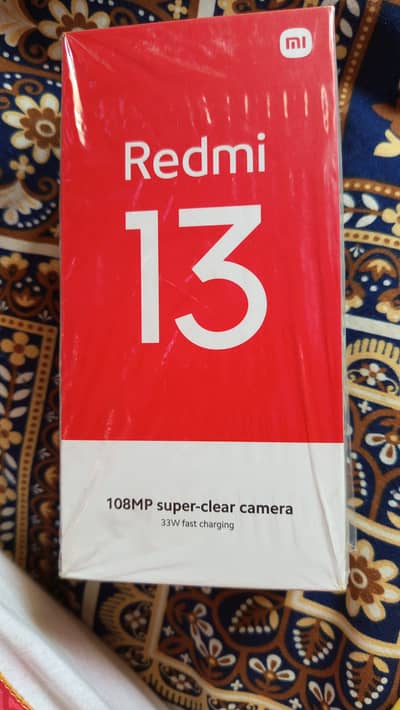 mi
Redmi
13
108MP super-clear camera
33W fast charging